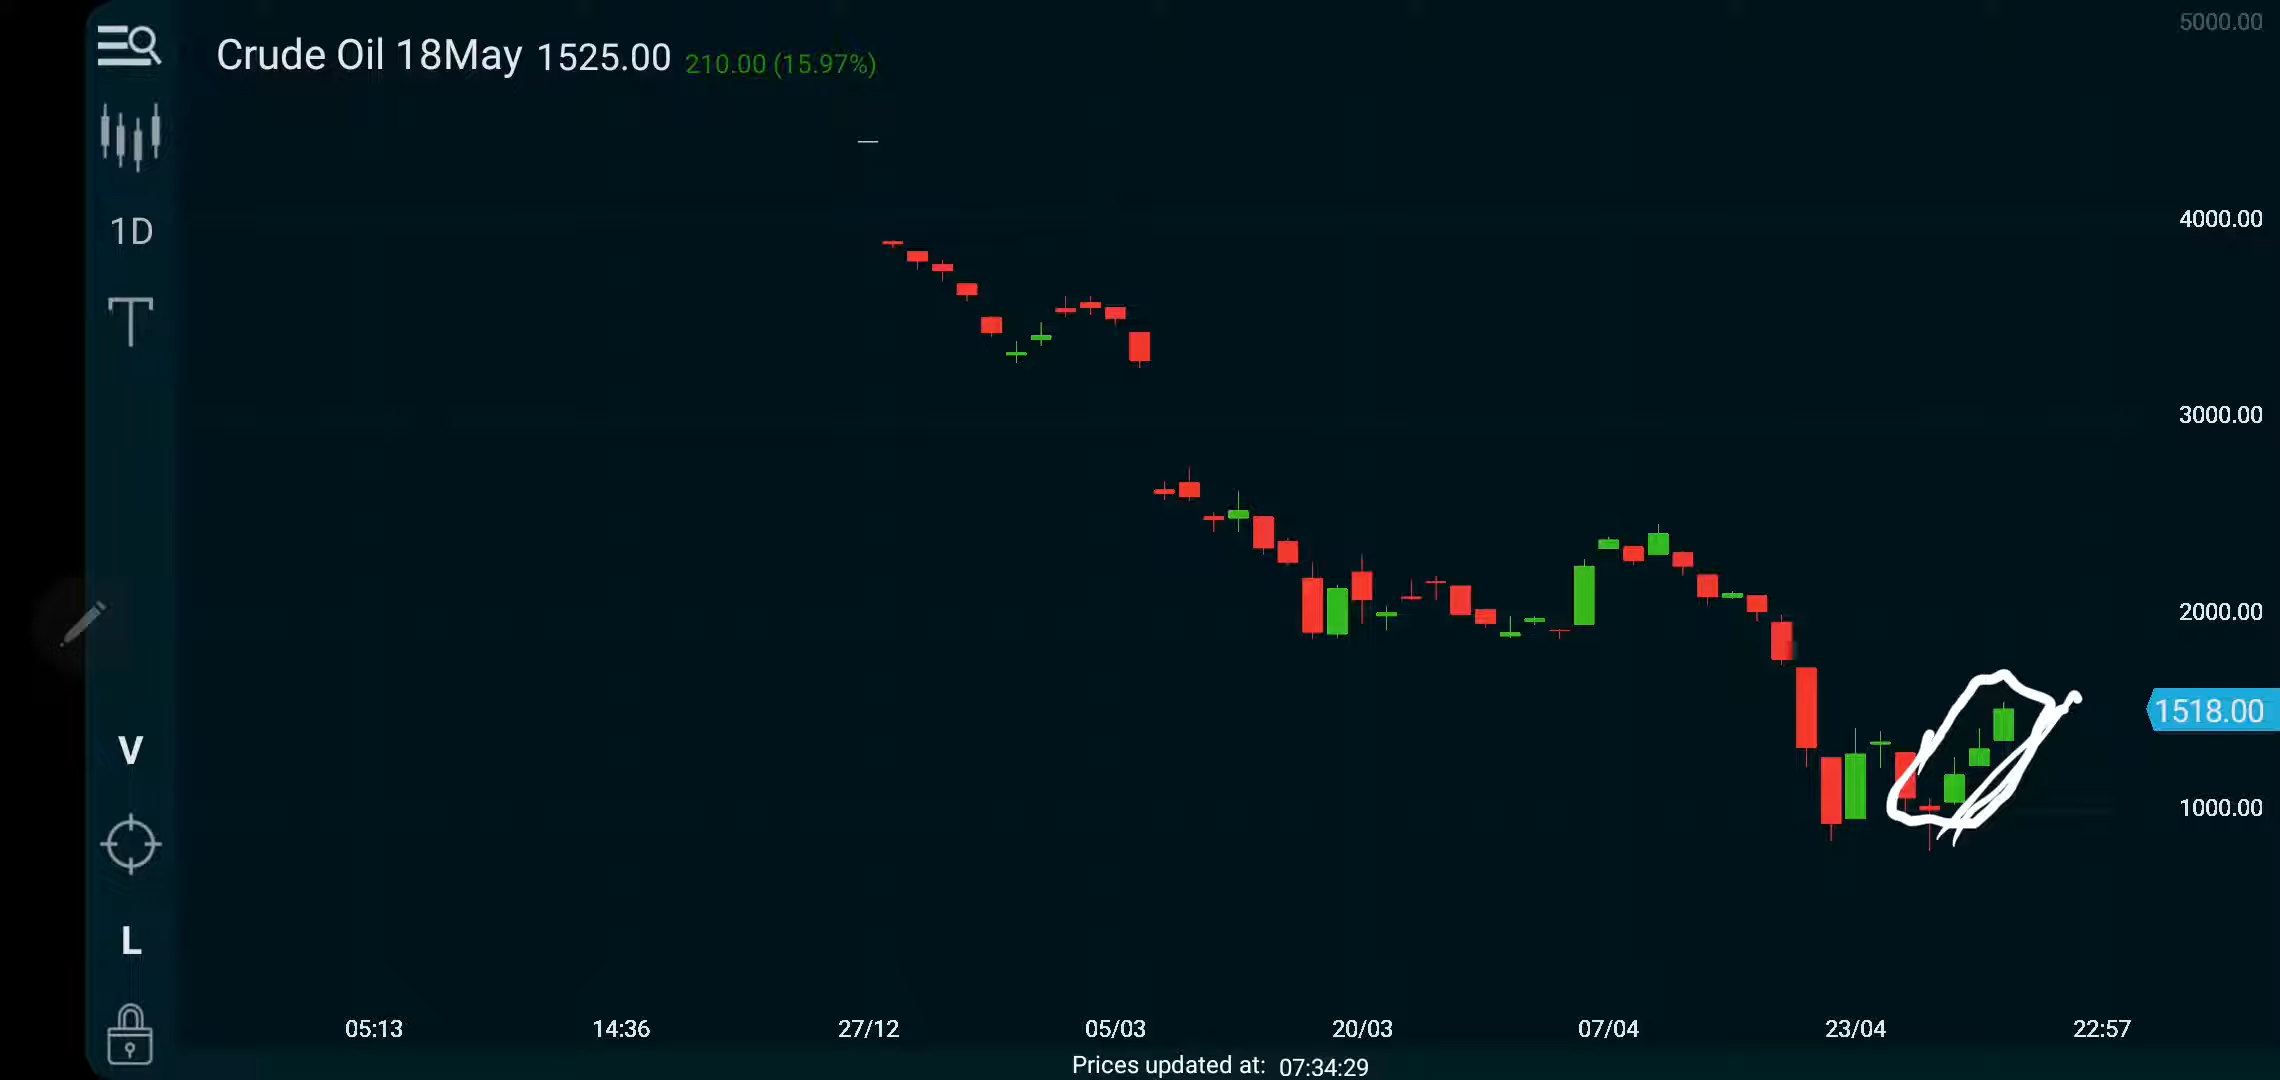 5000.00
Crude Oil 18May 1525.00 210.00 (15.97%)
1D
T
4000.00
3000.00
2000.00
1518.00
V
1000.00
L
05:13 14:36 27/12 05/03 20/03 07/04 23/04 22:57
Prices updated at: 07:34:29